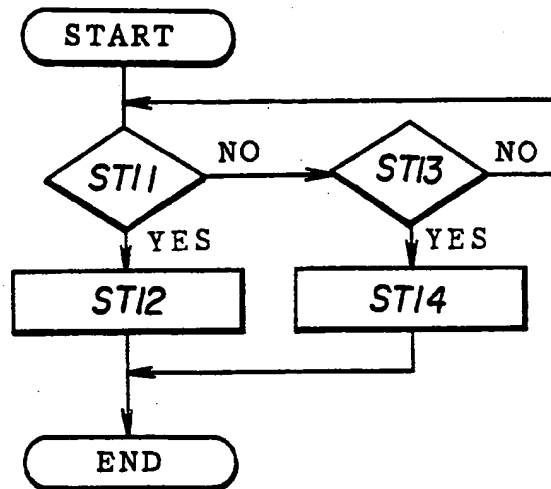 START
ST11 NO ST13 NO
YES YES
ST12 ST14
END